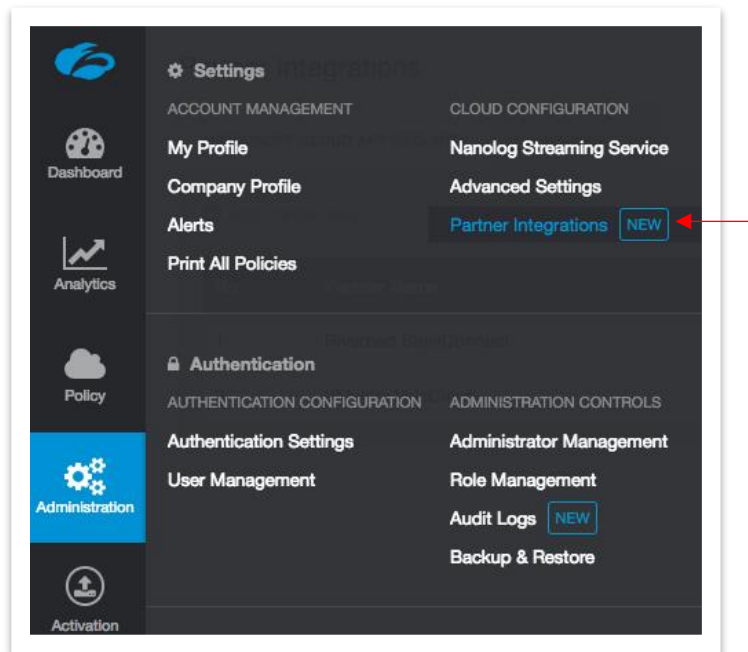 Settings
ACCOUNT MANAGEMENT
My Profile
Company Profile
Alerts
Print All Policies
CLOUD CONFIGURATION
Nanolog Streaming Service
Advanced Settings
Partner Integrations NEW
Authentication
AUTHENTICATION CONFIGURATION
Authentication Settings
User Management
ADMINISTRATION CONTROLS
Administrator Management
Role Management
Audit Logs NEW
Backup & Restore
Dashboard
Analytics
Policy
Administration
Activation